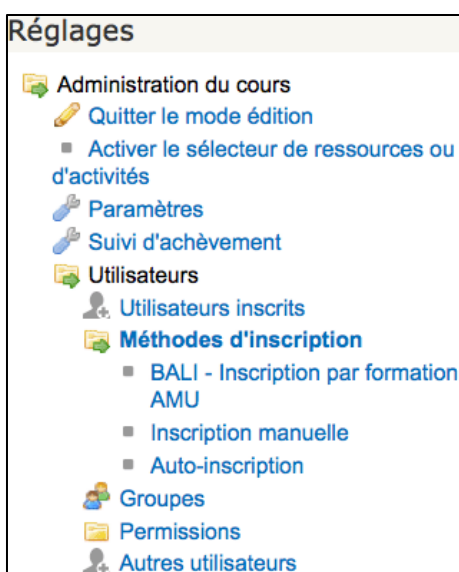 Réglages
Administration du cours
Quitter le mode édition
Activer le sélecteur de ressources ou
d'activités
Paramètres
Suivi d'achèvement
Utilisateurs
Utilisateurs inscrits
Méthodes d'inscription
BALI - Inscription par formation
AMU
Inscription manuelle
Auto-inscription
Groupes
Permissions
Autres utilisateurs